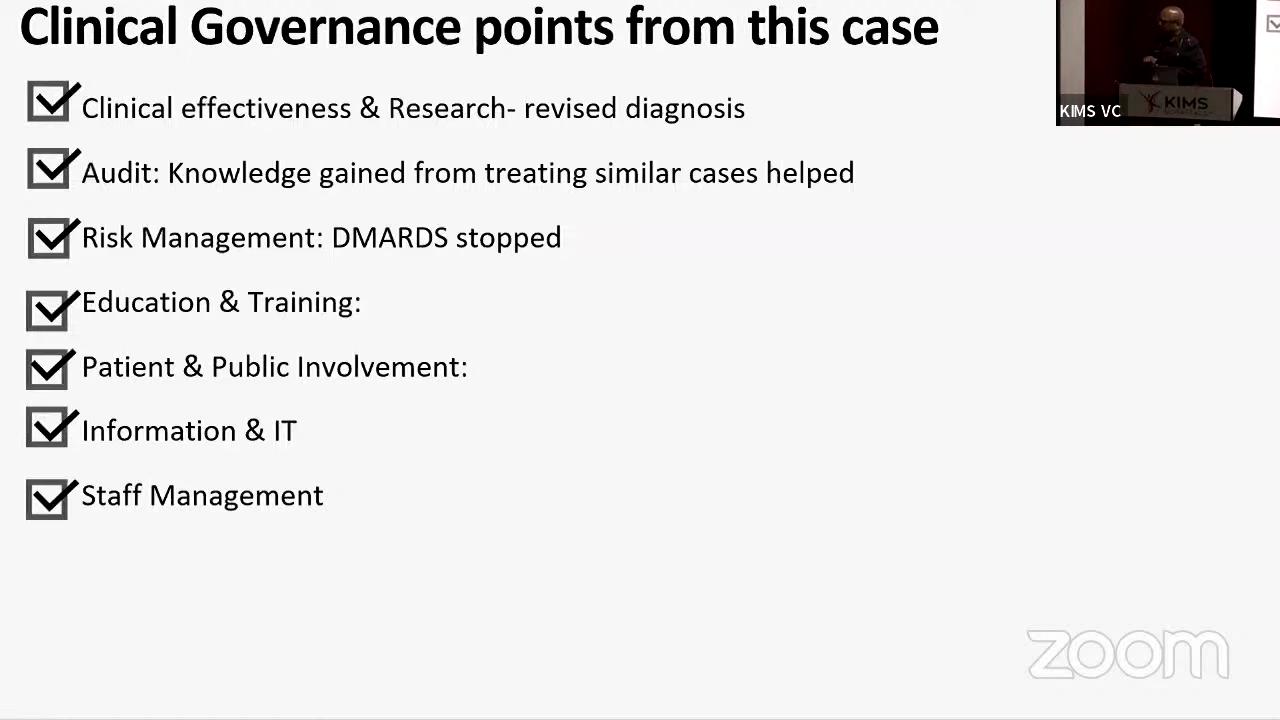 Clinical Governance points from this case
Clinical effectiveness & Research- revised diagnosis
Audit: Knowledge gained from treating similar cases helped
Risk Management: DMARDS stopped
Education & Training:
Patient & Public Involvement:
Information & IT
Staff Management
KIMS
KIMS VC
zoom